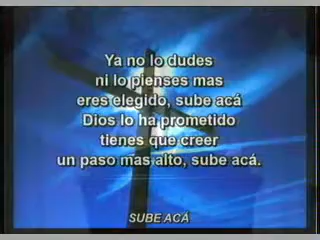 Ya no lo dudes
ni lo pienses mas
eres elegido, sube acá
Dios lo ha prometido
tienes que creer
un paso mas alto, sube acá.
SUBE ACÁ